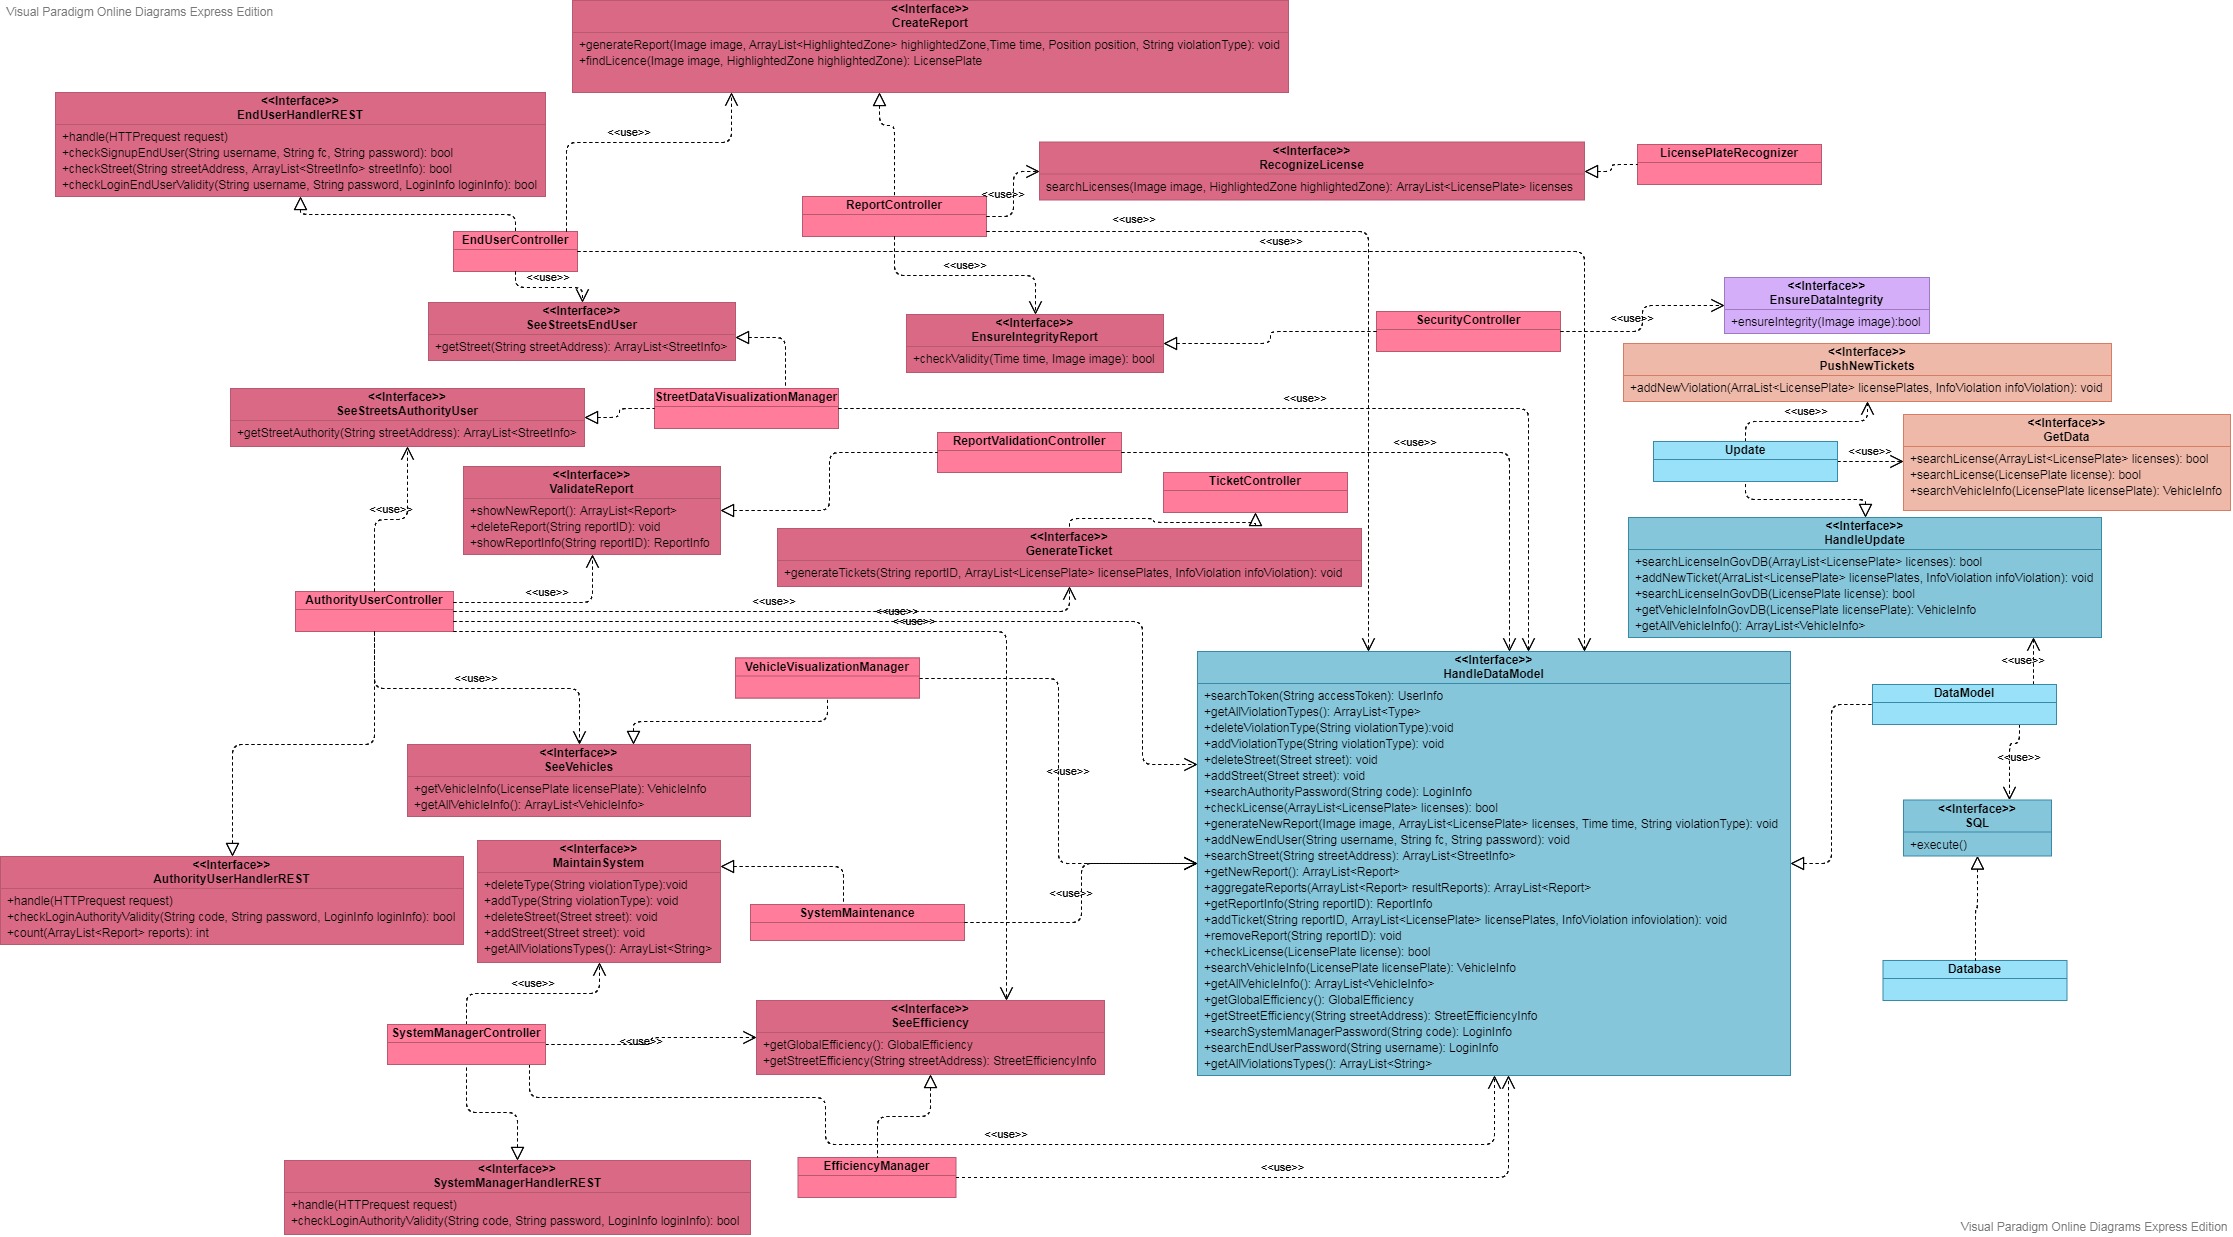 Visual Paradigm Online Diagrams Express Edition
<<Interface>>
CreateReport
+generateReport(Image image, ArrayList<HighlightedZone> highlightedZone,Time time, Position position, String violationType): void
+findLicence(Image image, HighlightedZone highlightedZone): LicensePlate
<<Interface>>
EndUserHandlerREST
+handle(HTTPrequest request)
+checkSignupEndUser(String username, String fc, String password): bool
+checkStreet(String streetAddress, ArrayList<StreetInfo> streetInfo): bool
+checkLoginEndUserValidity(String username, String password, LoginInfo loginInfo): bool
<<use>>
<<Interface>>
RecognizeLicense
searchLicenses(Image image, HighlightedZone highlightedZone): ArrayList<LicensePlate> licenses
LicensePlateRecognizer
<<use>>
ReportController
<<use>>
EndUserController
<<use>>
<<use>>
<<use>>
<<Interface>>
EnsureDataIntegrity
+ensureIntegrity(Image image):bool
<<Interface>>
SeeStreetsEndUser
+getStreet(String streetAddress): ArrayList<StreetInfo>
<<Interface>>
EnsureIntegrityReport
+checkValidity(Time time, Image image): bool
SecurityController
<<use>>
<<Interface>>
PushNewTickets
+addNewViolation(ArraList<LicensePlate> licensePlates, InfoViolation infoViolation): void
<<Interface>>
SeeStreetsAuthorityUser
+getStreetAuthority(String streetAddress): ArrayList<StreetInfo>
StreetDataVisualizationManager
<<use>>
<<use>>
<<Interface>>
GetData
+searchLicense(ArrayList<LicensePlate> licenses): bool
+searchLicense(LicensePlate license): bool
+searchVehicleInfo(LicensePlate licensePlate): VehicleInfo
ReportValidationController
<<use>>
Update
<<use>>
<<Interface>>
ValidateReport
+showNewReport(): ArrayList<Report>
+deleteReport(String reportID): void
+showReportInfo(String reportID): ReportInfo
TicketController
<<use>>
<<Interface>>
GenerateTicket
+generateTickets(String reportID, ArrayList<LicensePlate> licensePlates, InfoViolation infoViolation): void
<<Interface>>
HandleUpdate
+searchLicenseInGovDB(ArrayList<LicensePlate> licenses): bool
+addNewTicket(ArraList<LicensePlate> licensePlates, InfoViolation infoViolation): void
+searchLicenseInGovDB(LicensePlate license): bool
+getVehicleInfoInGovDB(LicensePlate licensePlate): VehicleInfo
+getAllVehicleInfo(): ArrayList<VehicleInfo>
AuthorityUserController
<<use>>
<<use>>
<<use>>
<<use>>
VehicleVisualizationManager
<<use>>
<<use>>
<<Interface>>
HandleDataModel
+searchToken(String accessToken): UserInfo
+getAllViolationTypes(): ArrayList<Type>
+deleteViolationType(String violationType):void
+addViolationType(String violationType): void
+deleteStreet(Street street): void
+addStreet(Street street): void
+searchAuthorityPassword(String code): LoginInfo
+checkLicense(ArrayList<LicensePlate> licenses): bool
+generateNewReport(Image image, ArrayList<LicensePlate> licenses, Time time, String violationType): void
+addNewEndUser(String username, String fc, String password): void
+searchStreet(String streetAddress): ArrayList<StreetInfo>
+getNewReport(): ArrayList<Report>
+aggregateReports(ArrayList<Report> resultReports): ArrayList<Report>
+getReportInfo(String reportID): ReportInfo
+addTicket(String reportID, ArrayList<LicensePlate> licensePlates, InfoViolation infoviolation): void
+removeReport(String reportID): void
+checkLicense(LicensePlate license): bool
+searchVehicleInfo(LicensePlate licensePlate): VehicleInfo
+getAllVehicleInfo(): ArrayList<VehicleInfo>
+getGlobalEfficiency(): GlobalEfficiency
+getStreetEfficiency(String streetAddress): StreetEfficiencyInfo
+searchSystemManagerPassword(String code): LoginInfo
+searchEndUserPassword(String username): LoginInfo
+getAllViolationsTypes(): ArrayList<String>
<<use>>
DataModel
<<use>>
<<Interface>>
SeeVehicles
+getVehicleInfo(LicensePlate licensePlate): VehicleInfo
+getAllVehicleInfo(): ArrayList<VehicleInfo>
<<use>>
<<Interface>>
SQL
+execute()
<<Interface>>
AuthorityUserHandlerREST
+handle(HTTPrequest request)
+checkLoginAuthorityValidity(String code, String password, LoginInfo loginInfo): bool
+count(ArrayList<Report> reports): int
<<Interface>>
MaintainSystem
+deleteType(String violationType):void
+addType(String violationType): void
+deleteStreet(Street street): void
+addStreet(Street street): void
+getAllViolationsTypes(): ArrayList<String>
<<use>>
SystemMaintenance
Database
<<use>>
<<Interface>>
SeeEfficiency
+getGlobalEfficiency(): GlobalEfficiency
+getStreetEfficiency(String streetAddress): StreetEfficiencyInfo
SystemManagerController
<<use>>
<<use>>
EfficiencyManager
<<use>>
<<Interface>>
SystemManagerHandlerREST
+handle(HTTPrequest request)
+checkLoginAuthorityValidity(String code, String password, LoginInfo loginInfo): bool
Visual Paradigm Online Diagrams Express Edition